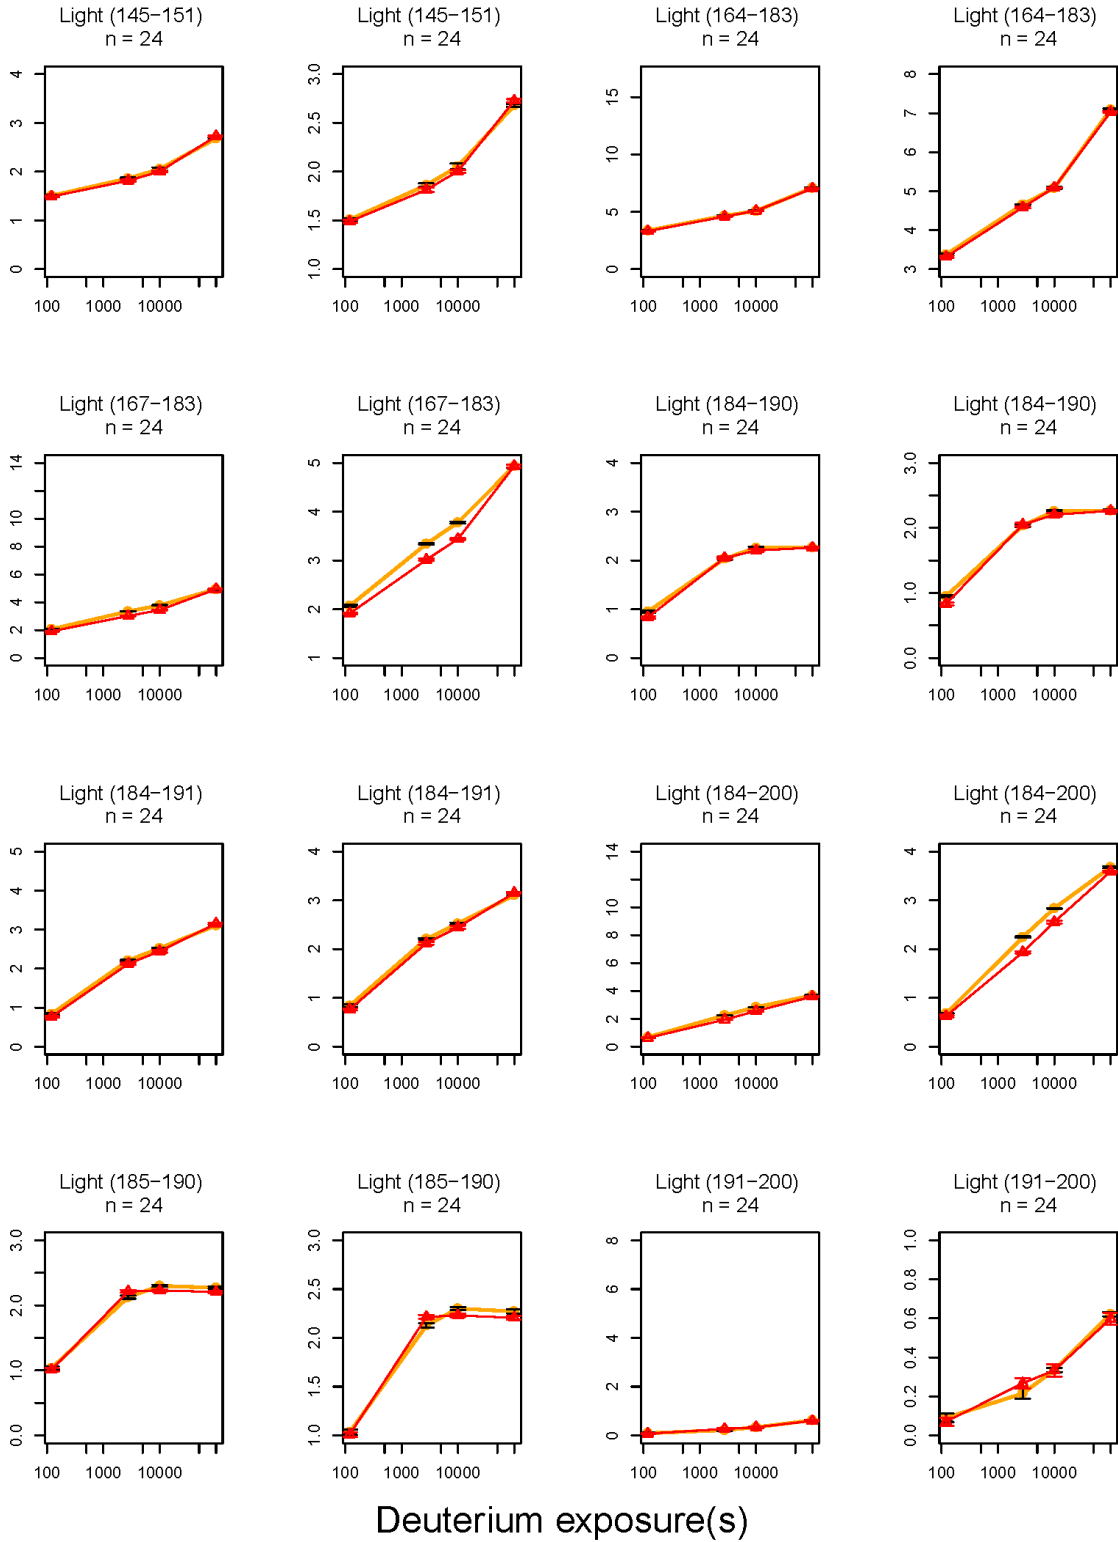 Light (145−151) Light (145−151) Light (164−183) Light (164−183)
n = 24 n = 24 n = 24 n = 24
4 3.0 15 8
3 2.5 10 7
2 2.0 5 6
1 1.5 0 5
0 1.0 4
3
100 1000 10000 100 1000 10000 100 1000 10000 100 1000 10000
Light (167−183) Light (167−183) Light (184−190) Light (184−190)
n = 24 n = 24 n = 24 n = 24
14 5 4 3.0
10 4 3 2.0
8 3 2 1.0
6 2 1 0.0
4 1 0
2
0
100 1000 10000 100 1000 10000 100 1000 10000 100 1000 10000
Light (184−191) Light (184−191) Light (184−200) Light (184−200)
n = 24 n = 24 n = 24 n = 24
5 4 14 4
4 3 10 3
3 2 8 2
2 1 6 1
1 0 4 0
0 2
0
100 1000 10000 100 1000 10000 100 1000 10000 100 1000 10000
Light (185−190) Light (185−190) Light (191−200) Light (191−200)
n = 24 n = 24 n = 24 n = 24
3.0 3.0 8 1.0
2.0 2.5 6 0.8
1.0 2.0 4 0.6
0.0 1.5 2 0.4
1.0 0 0.2
0.0
100 1000 10000 100 1000 10000 100 1000 10000 100 1000 10000
Deuterium exposure(s)